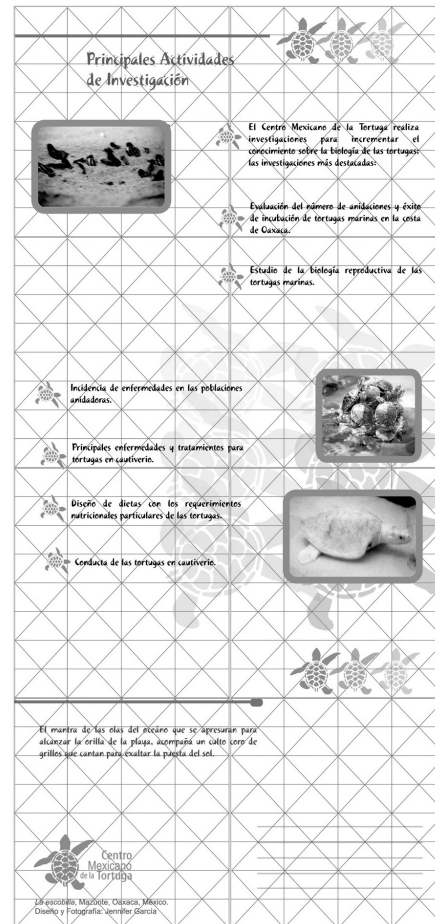 Principales Actividades
de Investigación
El Centro Mexicano de la Tortuga realiza
investigaciones para incrementar el
conocimiento sobre la biología de las tortugas;
las investigaciones más destacadas:
Evaluación del número de anidaciones y éxito
de incubación de tortugas marinas en la costa
de Oaxaca.
Estudio de la biología reproductiva de las
tortugas marinas.
Incidencia de enfermedades en las poblaciones
anidadoras.
Principales enfermedades y tratamientos para
tortugas en cautiverio.
Diseño de dietas con los requerimientos
nutricionales particulares de las tortugas.
Conducta de las tortugas en cautiverio.
El mantra de las olas del océano que se apresuran para
alcanzar la orilla de la playa, acompaña un culto coro de
grillos que cantan para exaltar la puesta del sol.
Centro
Mexicano
de la Tortuga
La escobilla, Mazunte, Oaxaca, México.
Diseño y Fotografía: Jennifer García